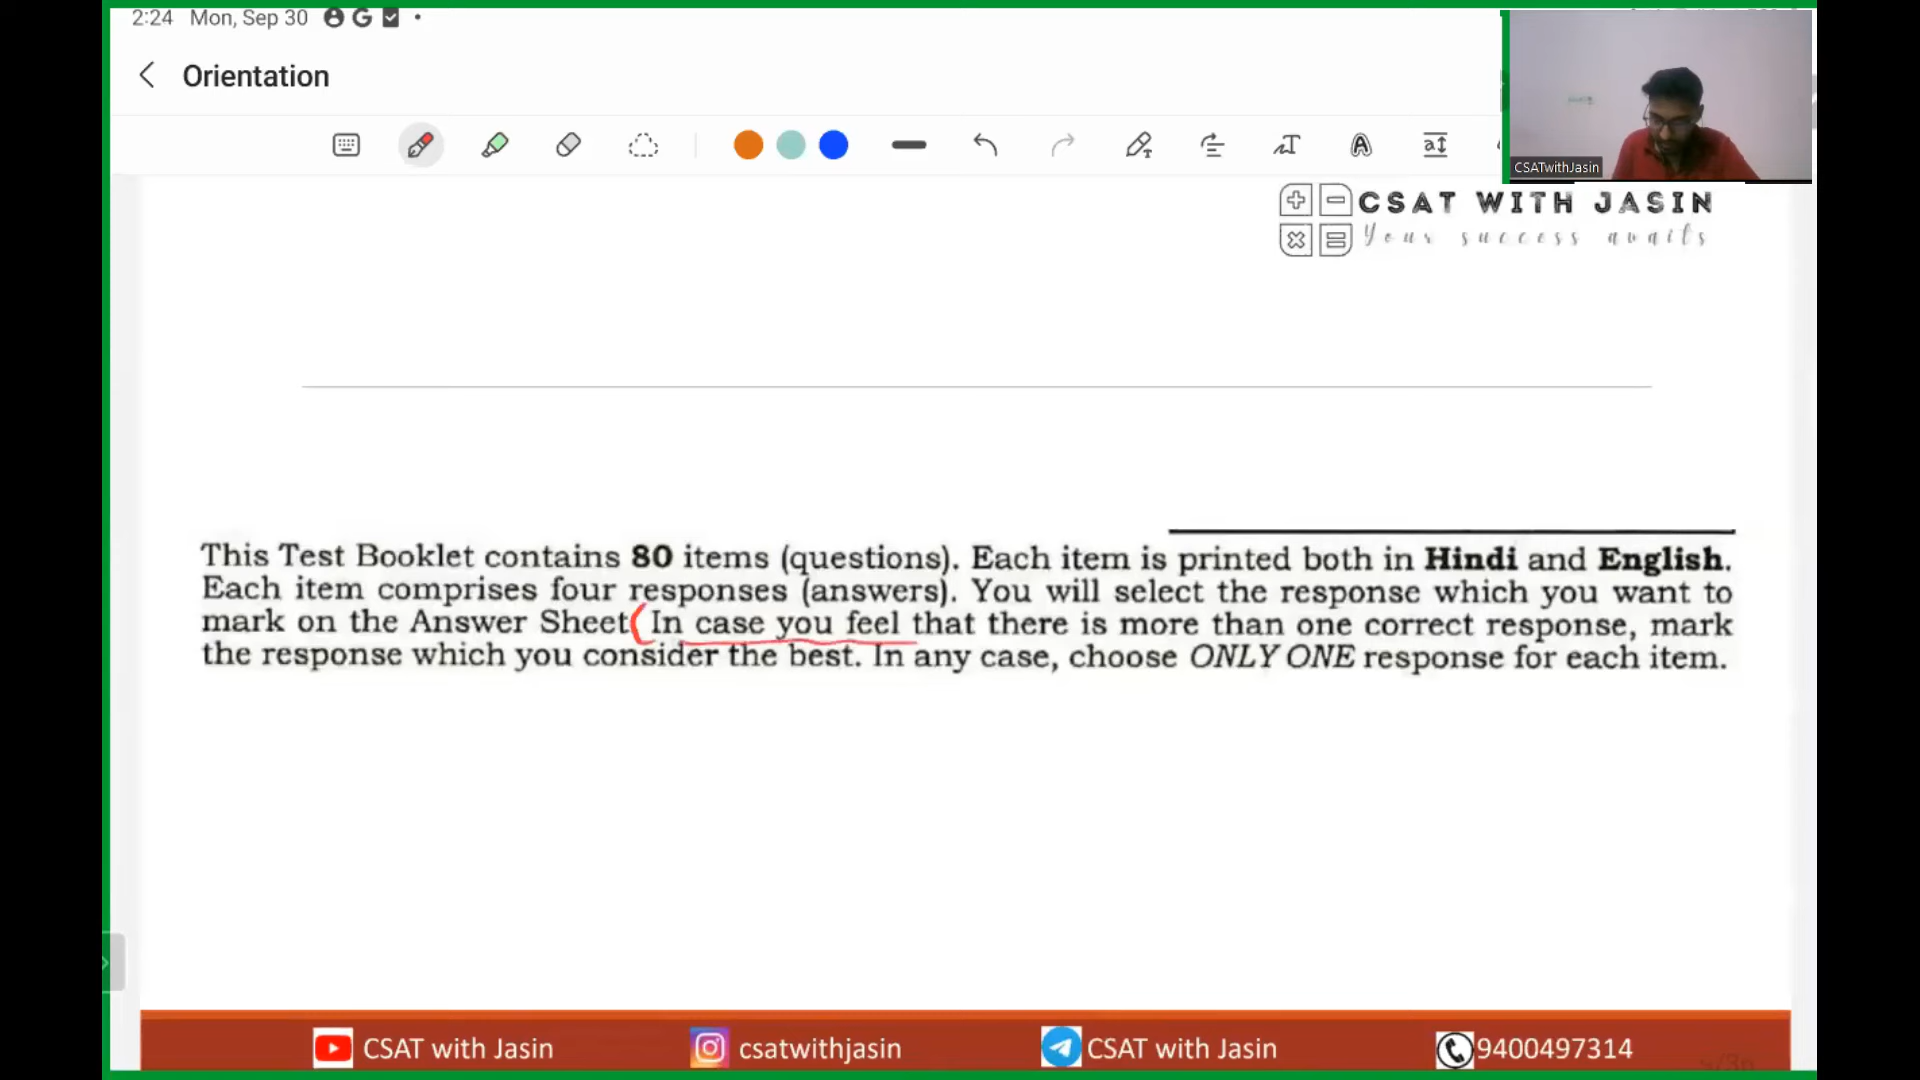 2:24 Mon, Sep 30
Orientation
CSATwithJasin
CSAT WITH JASIN
Your success awaits
This Test Booklet contains 80 items (questions). Each item is printed both in Hindi and English.
Each item comprises four responses (answers). You will select the response which you want to
mark on the Answer Sheet(In case you feel that there is more than one correct response, mark
the response which you consider the best. In any case, choose ONLY ONE response for each item.
CSAT with Jasin
csatwithjasin
CSAT with Jasin
9400497314